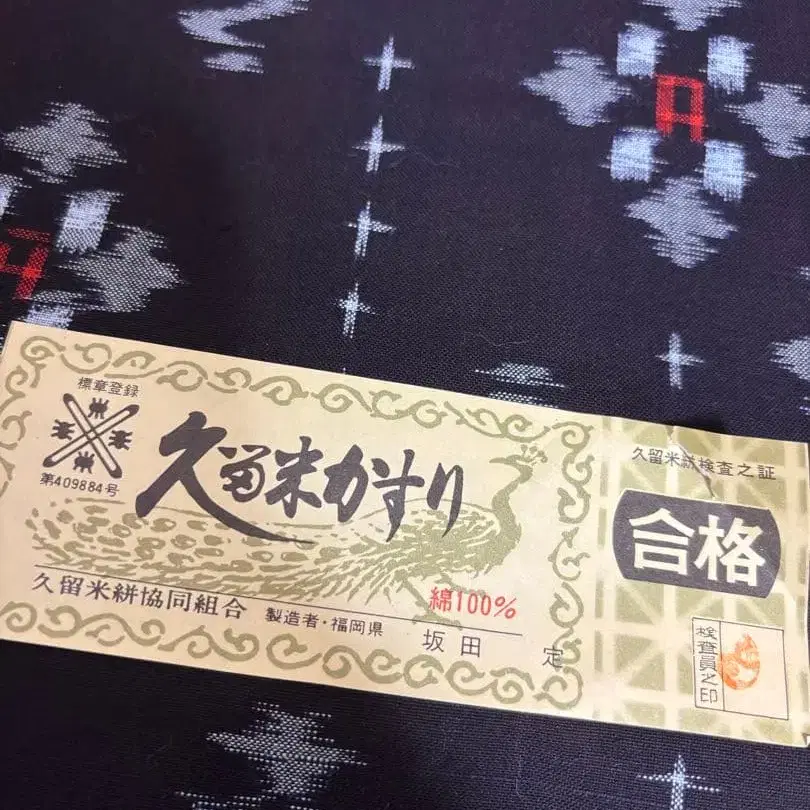 標章登録
第409884号
久留米かすり
久留米絣協同組合
綿100%
製造者・福岡県
坂田 定
久留米絣検査之証
合格
検査員之印